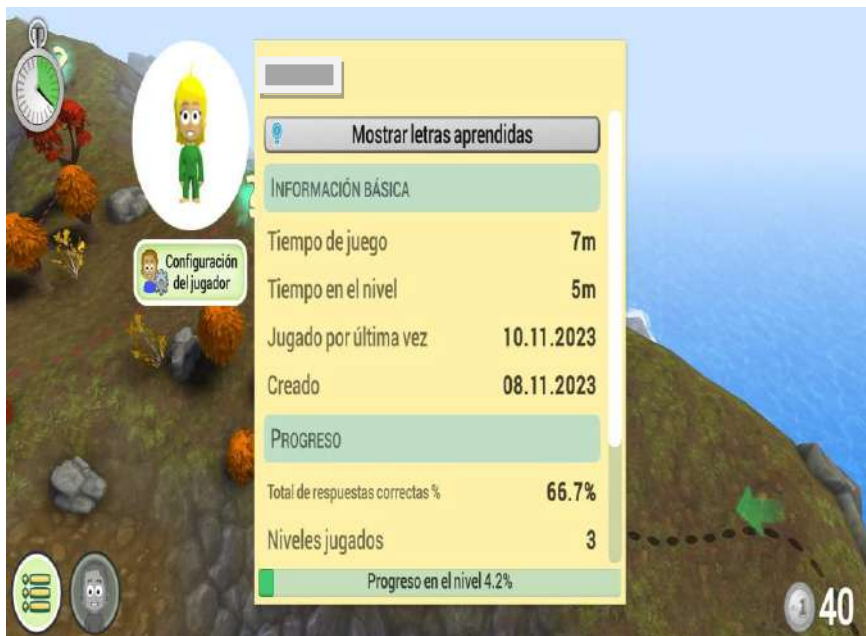 Mostrar letras aprendidas
INFORMACIÓN BÁSICA
Tiempo de juego 7m
Tiempo en el nivel 5m
Jugado por última vez 10.11.2023
Creado 08.11.2023
PROGRESO
Total de respuestas correctas % 66.7%
Niveles jugados 3
Progreso en el nivel 4.2%
Configuración
del jugador
1 40